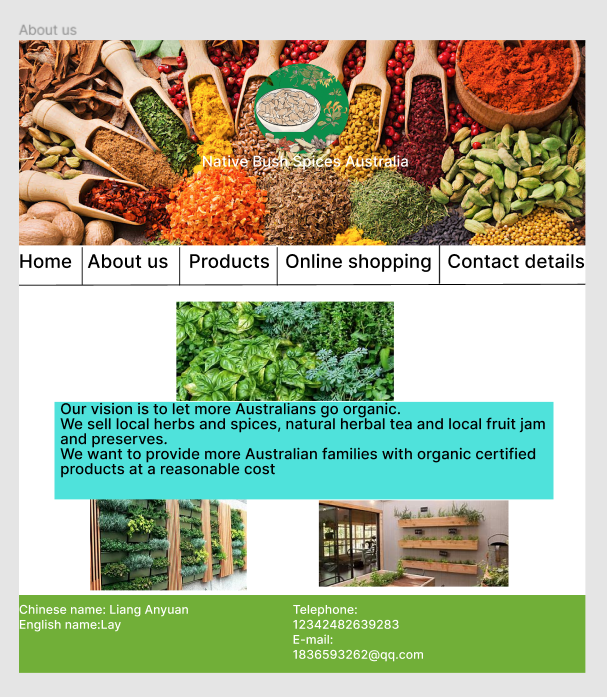 About us
Native Bush Spices Australia
Home About us Products Online shopping Contact details
Our vision is to let more Australians go organic.
We sell local herbs and spices, natural herbal tea and local fruit jam
and preserves.
We want to provide more Australian families with organic certified
products at a reasonable cost
Chinese name: Liang Anyuan
English name:Lay
Telephone:
12342482639283
E-mail:
1836593262@qq.com